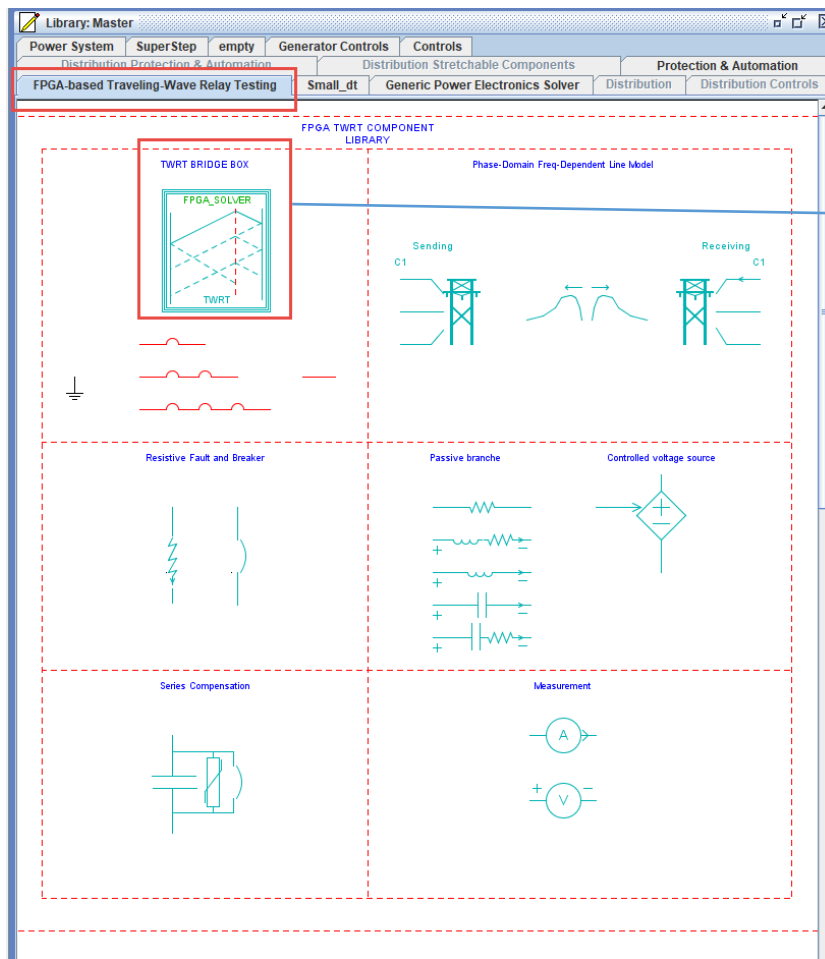 Library: Master
Power System SuperStep empty Generator Controls Controls
Distribution Protection & Automation Distribution Stretchable Components Protection & Automation
FPGA-based Traveling-Wave Relay Testing Small_dt Generic Power Electronics Solver Distribution Distribution Controls
FPGA TWRT COMPONENT
LIBRARY
TWRT BRIDGE BOX Phase-Domain Freq-Dependent Line Model
FPGA_SOLVER
TWRT
Sending Receiving
C1 C1
Resistive Fault and Breaker Passive branche Controlled voltage source
+ −
+ −
+ −
+ −
+
−
Series Compensation Measurement
A
+ −
V